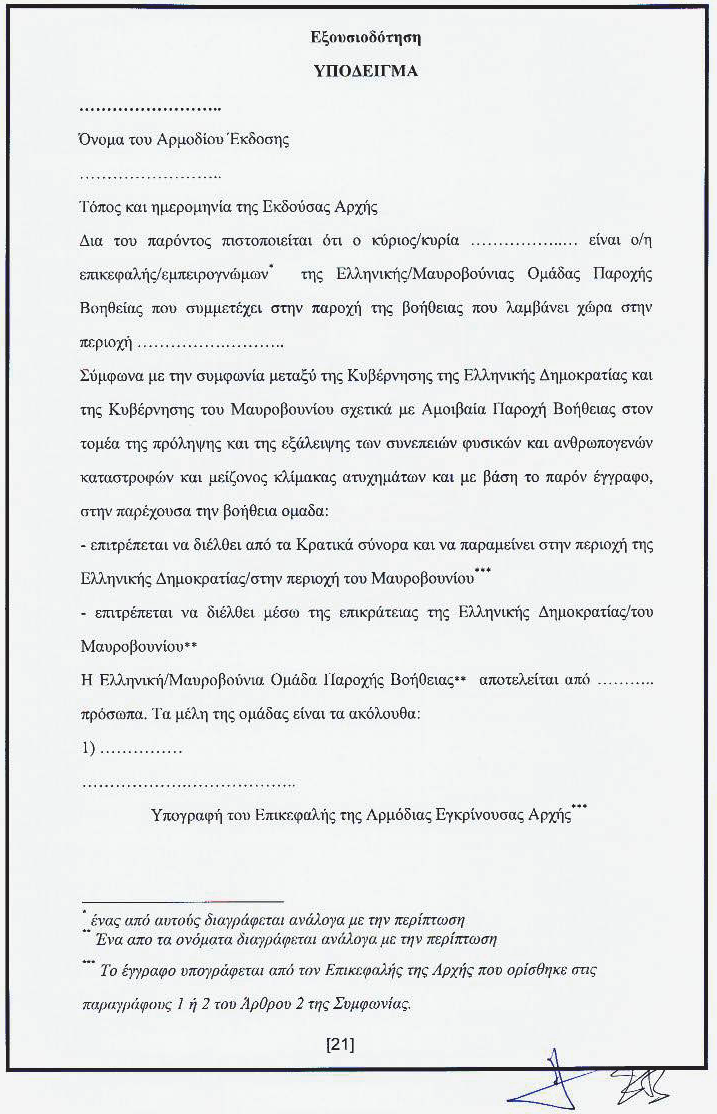 Εξουσιοδότηση
ΥΠΟΔΕΙΓΜΑ
..........................
Όνομα του Αρμοδίου Έκδοσης
..........................
Τόπος και ημερομηνία της Εκδούσας Αρχής
Δια του παρόντος πιστοποιείται ότι ο κύριος/κυρία .................... είναι ο/η
επικεφαλής/εμπειρογνώμων* της Ελληνικής/Μαυροβούνιας Ομάδας Παροχής
Βοηθείας που συμμετέχει στην παροχή της βοήθειας που λαμβάνει χώρα στην
περιοχή ...........................
Σύμφωνα με την συμφωνία μεταξύ της Κυβέρνησης της Ελληνικής Δημοκρατίας και
της Κυβέρνησης του Μαυροβουνίου σχετικά με Αμοιβαία Παροχή Βοήθειας στον
τομέα της πρόληψης και της εξάλειψης των συνεπειών φυσικών και ανθρωπογενών
καταστροφών και μείζονος κλίμακας ατυχημάτων και με βάση το παρόν έγγραφο,
στην παρέχουσα την βοήθεια ομαδα:
- επιτρέπεται να διέλθει από τα Κρατικά σύνορα και να παραμείνει στην περιοχή της
Ελληνικής Δημοκρατίας/στην περιοχή του Μαυροβουνίου***
- επιτρέπεται να διέλθει μέσω της επικράτειας της Ελληνικής Δημοκρατίας/του
Μαυροβουνίου**
Η Ελληνική/Μαυροβούνια Ομάδα Παροχής Βοήθειας** αποτελείται από ...........
πρόσωπα. Τα μέλη της ομάδας είναι τα ακόλουθα:
1) ...............
.......................................
Υπογραφή του Επικεφαλής της Αρμόδιας Εγκρίνουσας Αρχής***
* ένας από αυτούς διαγράφεται ανάλογα με την περίπτωση
** Ένα απο τα ονόματα διαγράφεται ανάλογα με την περίπτωση
*** Το έγγραφο υπογράφεται από τον Επικεφαλής της Αρχής που ορίσθηκε στις
παραγράφους 1 ή 2 του Άρθρου 2 της Συμφωνίας.
[21]